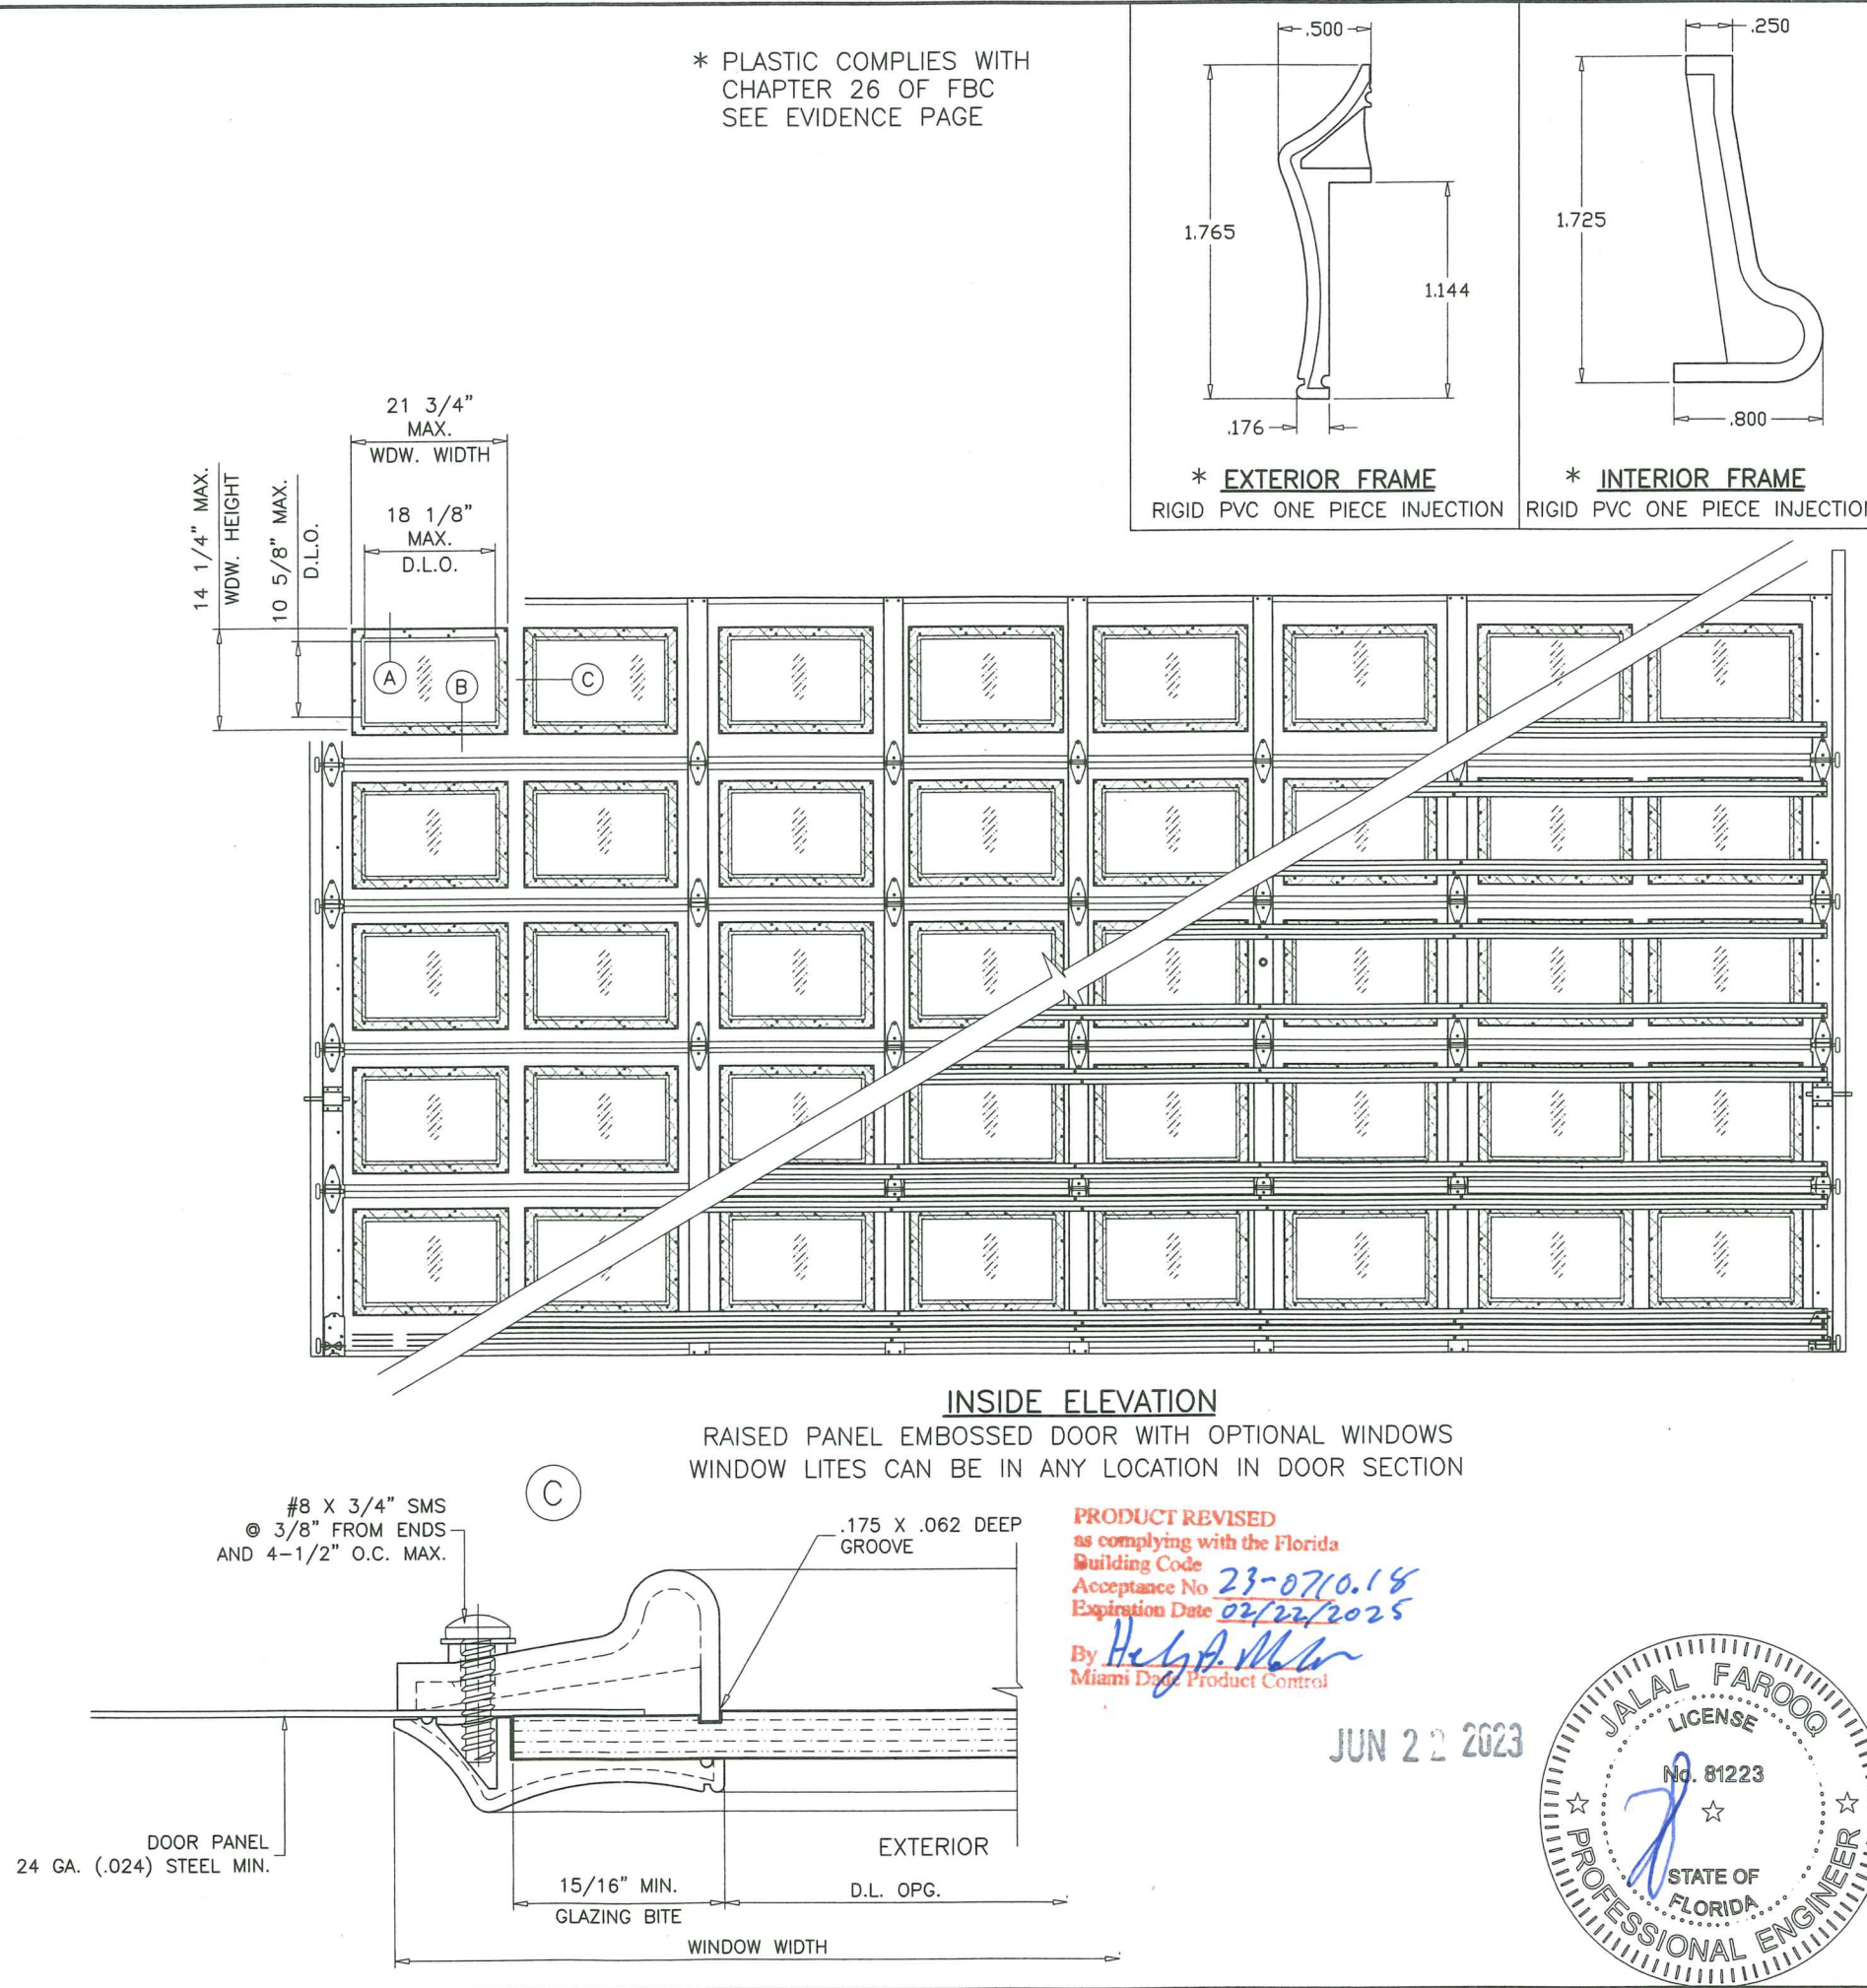 * PLASTIC COMPLIES WITH
CHAPTER 26 OF FBC
SEE EVIDENCE PAGE
.500
1.765
1.144
.176
* EXTERIOR FRAME
RIGID PVC ONE PIECE INJECTION
.250
1.725
.800
* INTERIOR FRAME
RIGID PVC ONE PIECE INJECTION
21 3/4"
MAX.
WDW. WIDTH
18 1/8"
MAX.
D.L.O.
14 1/4" MAX.
WDW. HEIGHT
10 5/8" MAX.
D.L.O.
A
B
C
INSIDE ELEVATION
RAISED PANEL EMBOSSED DOOR WITH OPTIONAL WINDOWS
WINDOW LITES CAN BE IN ANY LOCATION IN DOOR SECTION
C
#8 X 3/4" SMS
@ 3/8" FROM ENDS
AND 4-1/2" O.C. MAX.
.175 X .062 DEEP
GROOVE
DOOR PANEL
24 GA. (.024) STEEL MIN.
EXTERIOR
15/16" MIN.
GLAZING BITE
D.L. OPG.
WINDOW WIDTH
PRODUCT REVISED
as complying with the Florida
Building Code
Acceptance No 23-0710.18
Expiration Date 02/22/2025
By
Miami Dade Product Control
JUN 22 2023
JALAL FAROOQ
LICENSE
No. 81223
STATE OF
FLORIDA
PROFESSIONAL ENGINEER